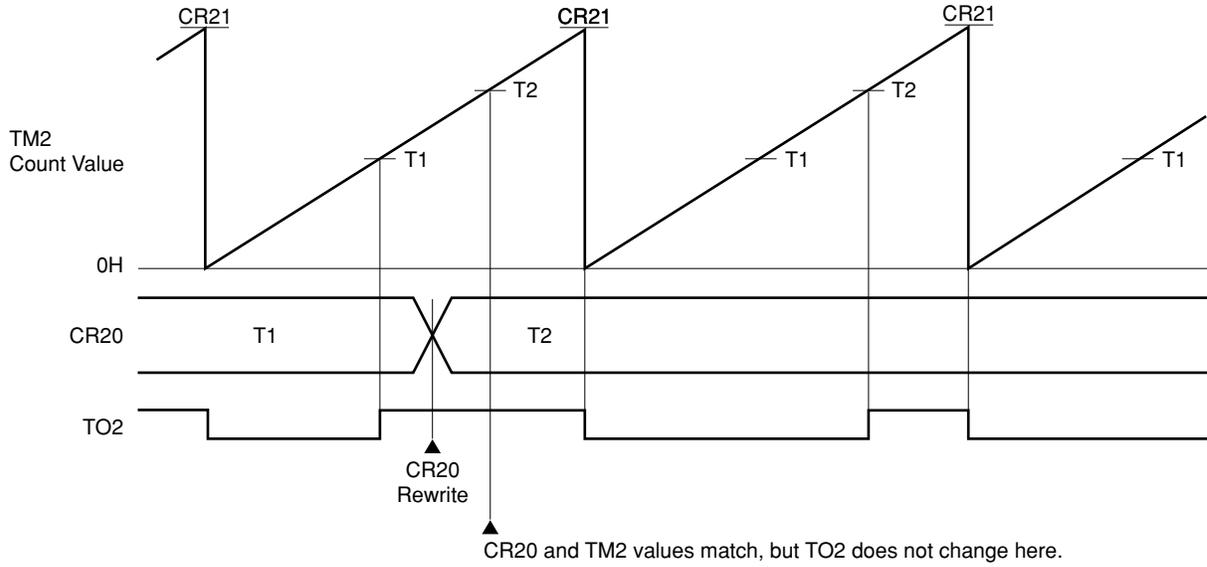 CR21
CR21
CR21
T2
T2
TM2
Count Value
T1
T1
T1
0H
CR20
T1
T2
TO2
CR20
Rewrite
CR20 and TM2 values match, but TO2 does not change here.